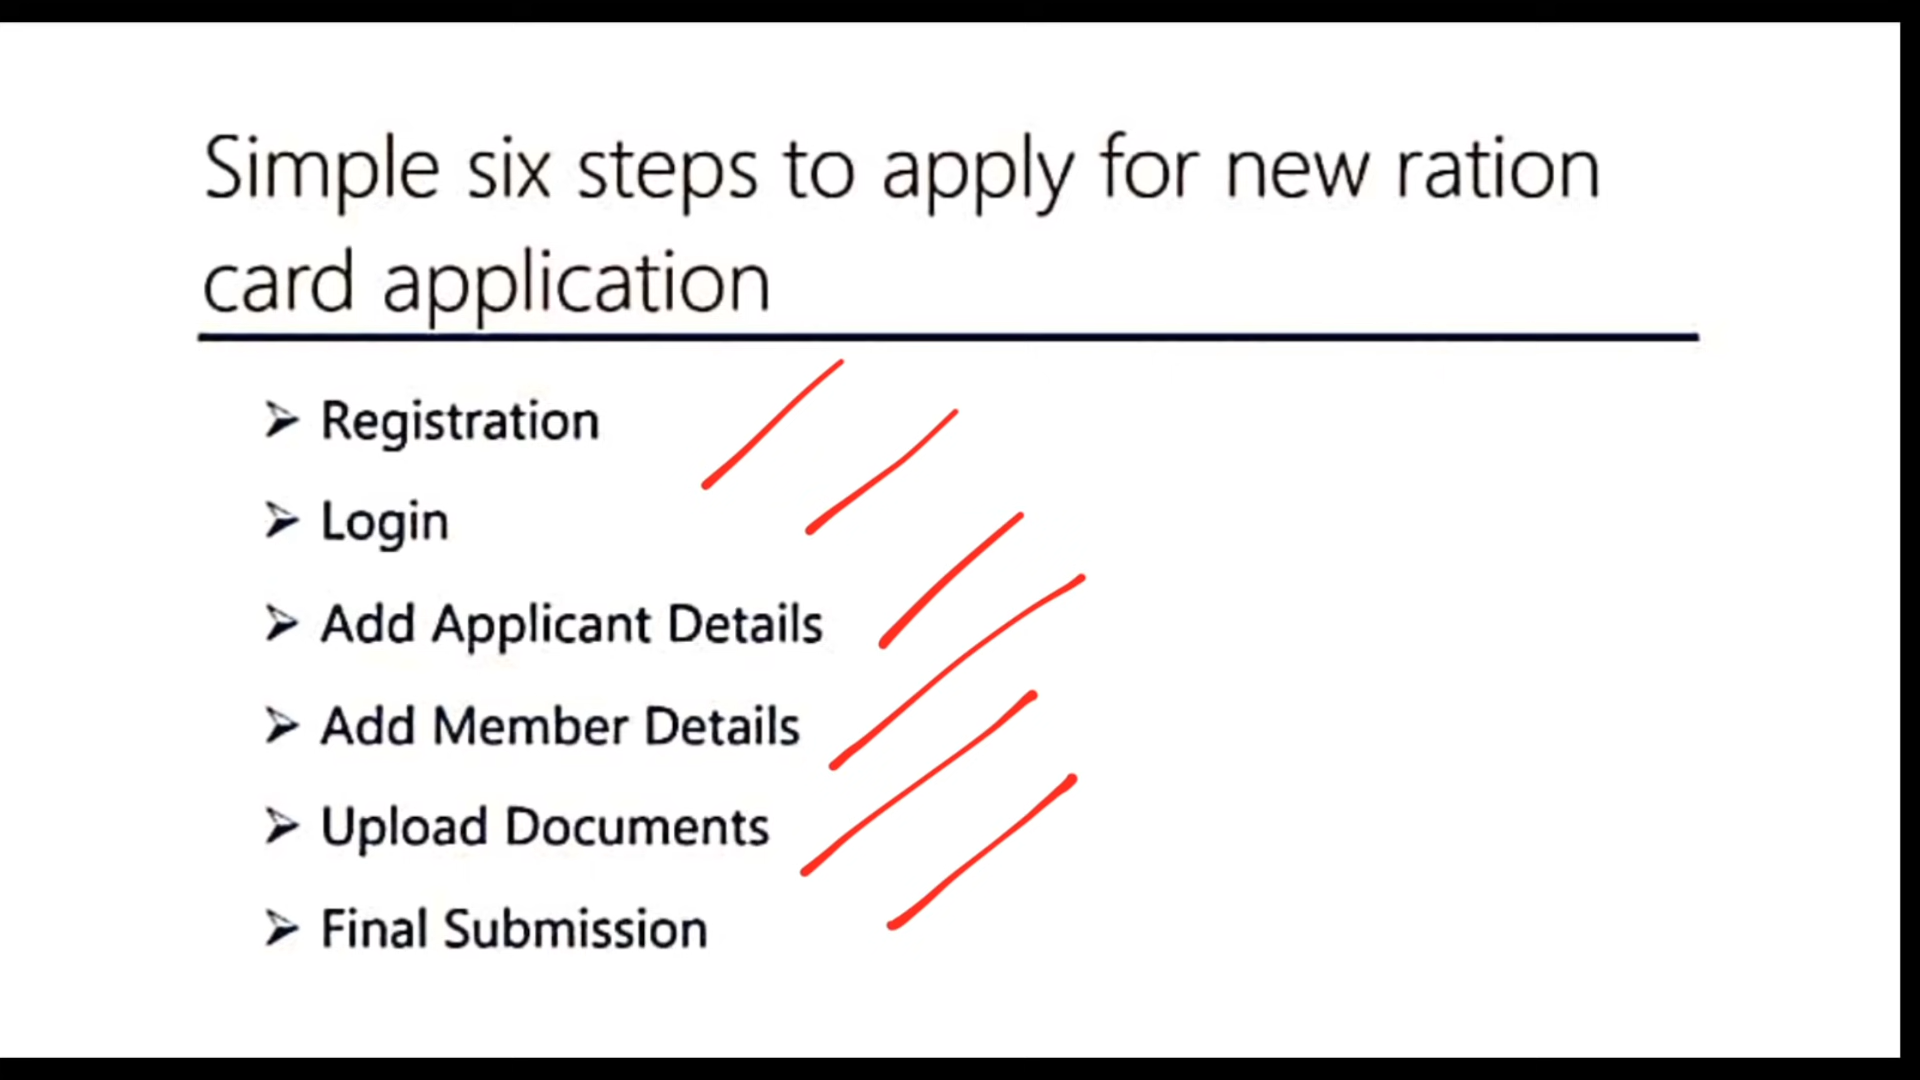 Simple six steps to apply for new ration
card application
➢ Registration
➢ Login
➢ Add Applicant Details
➢ Add Member Details
➢ Upload Documents
➢ Final Submission